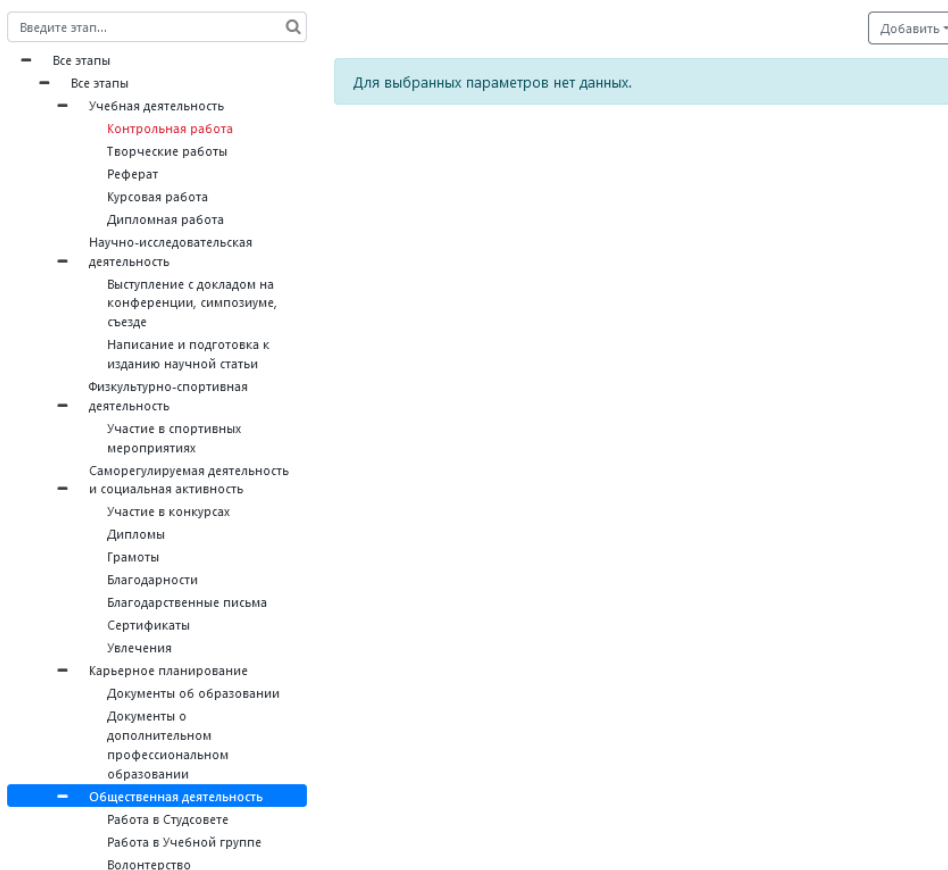 Введите этап...
Добавить
Все этапы
Для выбранных параметров нет данных.
Все этапы
Учебная деятельность
Контрольная работа
Творческие работы
Реферат
Курсовая работа
Дипломная работа
Научно-исследовательская
деятельность
Выступление с докладом на
конференции, симпозиуме,
съезде
Написание и подготовка к
изданию научной статьи
Физкультурно-спортивная
деятельность
Участие в спортивных
мероприятиях
Саморегулируемая деятельность
и социальная активность
Участие в конкурсах
Дипломы
Грамоты
Благодарности
Благодарственные письма
Сертификаты
Увлечения
Карьерное планирование
Документы об образовании
Документы о
дополнительном
профессиональном
образовании
Общественная деятельность
Работа в Студсовете
Работа в Учебной группе
Волонтерство